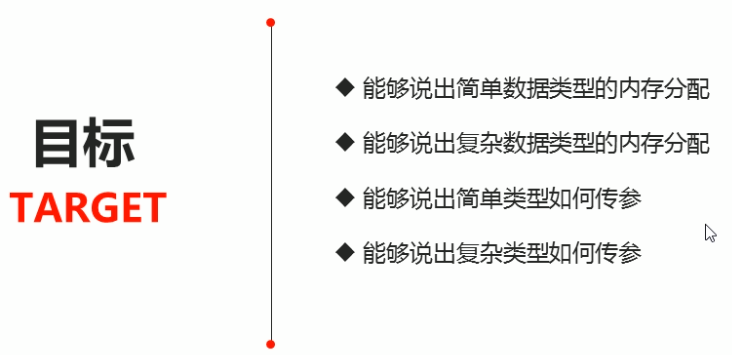 目标
TARGET
◆ 能够说出简单数据类型的内存分配
◆ 能够说出复杂数据类型的内存分配
◆ 能够说出简单类型如何传参
◆ 能够说出复杂类型如何传参